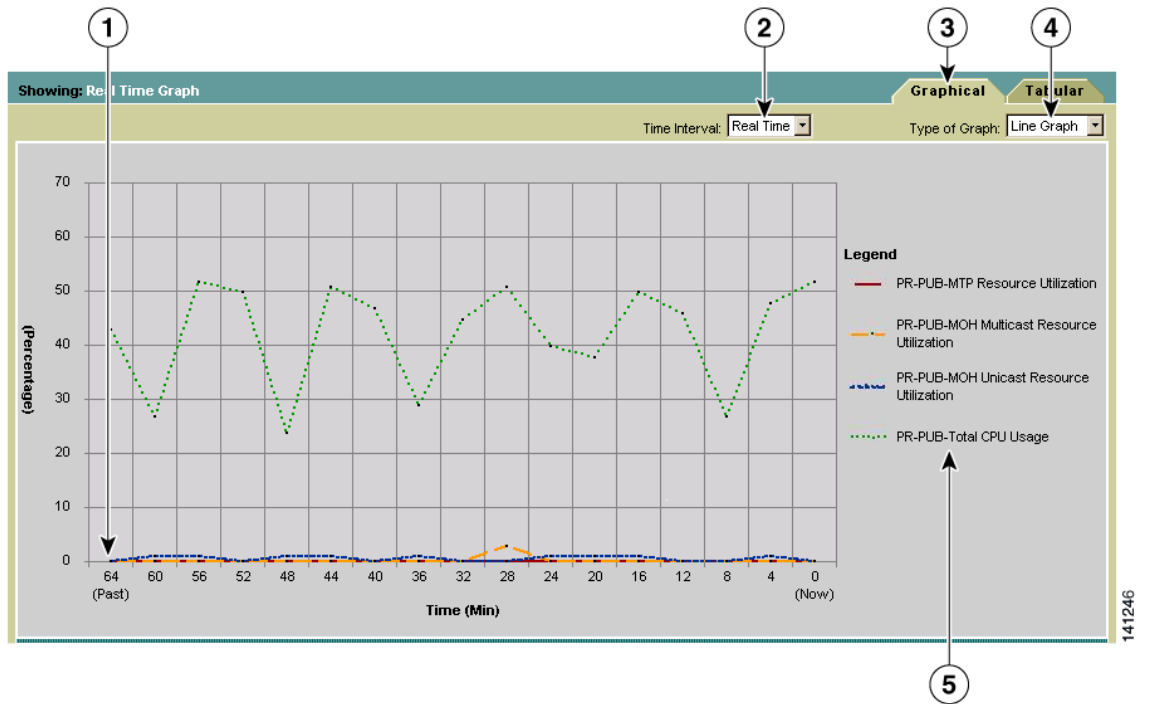 1
2
3
4
Showing: Real Time Graph
Graphical
Tabular
Time Interval: Real Time
Type of Graph: Line Graph
70
60
50
40
30
20
10
0
(Percentage)
64 60 56 52 48 44 40 36 32 28 24 20 16 12 8 4 0
(Past)
(Now)
Time (Min)
Legend
PR-PUB-MTP Resource Utilization
PR-PUB-MOH Multicast Resource
Utilization
PR-PUB-MOH Unicast Resource
Utilization
PR-PUB-Total CPU Usage
141246
5